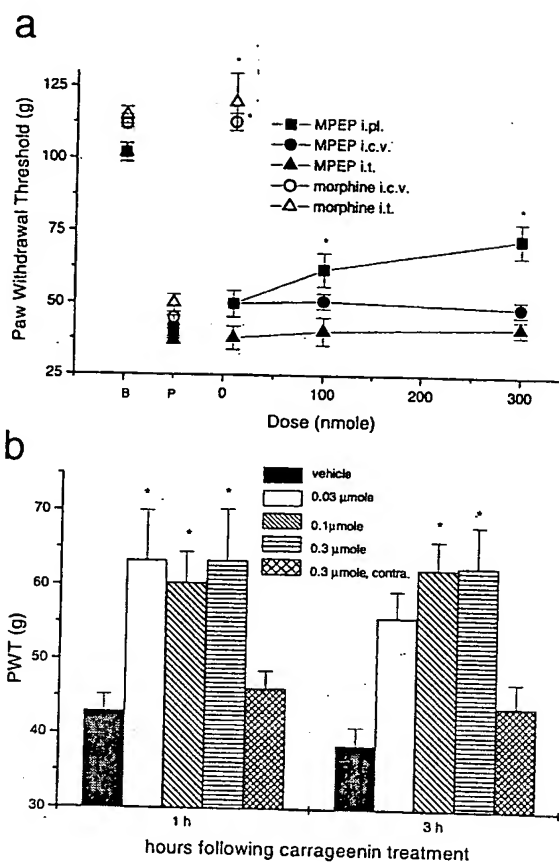 a
Paw Withdrawal Threshold (g)
125
100
75
50
25
* 
*
*
*
MPEP i.pl.
MPEP i.c.v.
MPEP i.t.
morphine i.c.v.
morphine i.t.
B P 0 100 200 300
Dose (nmole)
b
PWT (g)
70
60
50
40
30
vehicle
0.03 µmole
0.1µmole
0.3 µmole
0.3 µmole, contra.
* * *
* *
1 h 3 h
hours following carrageenin treatment